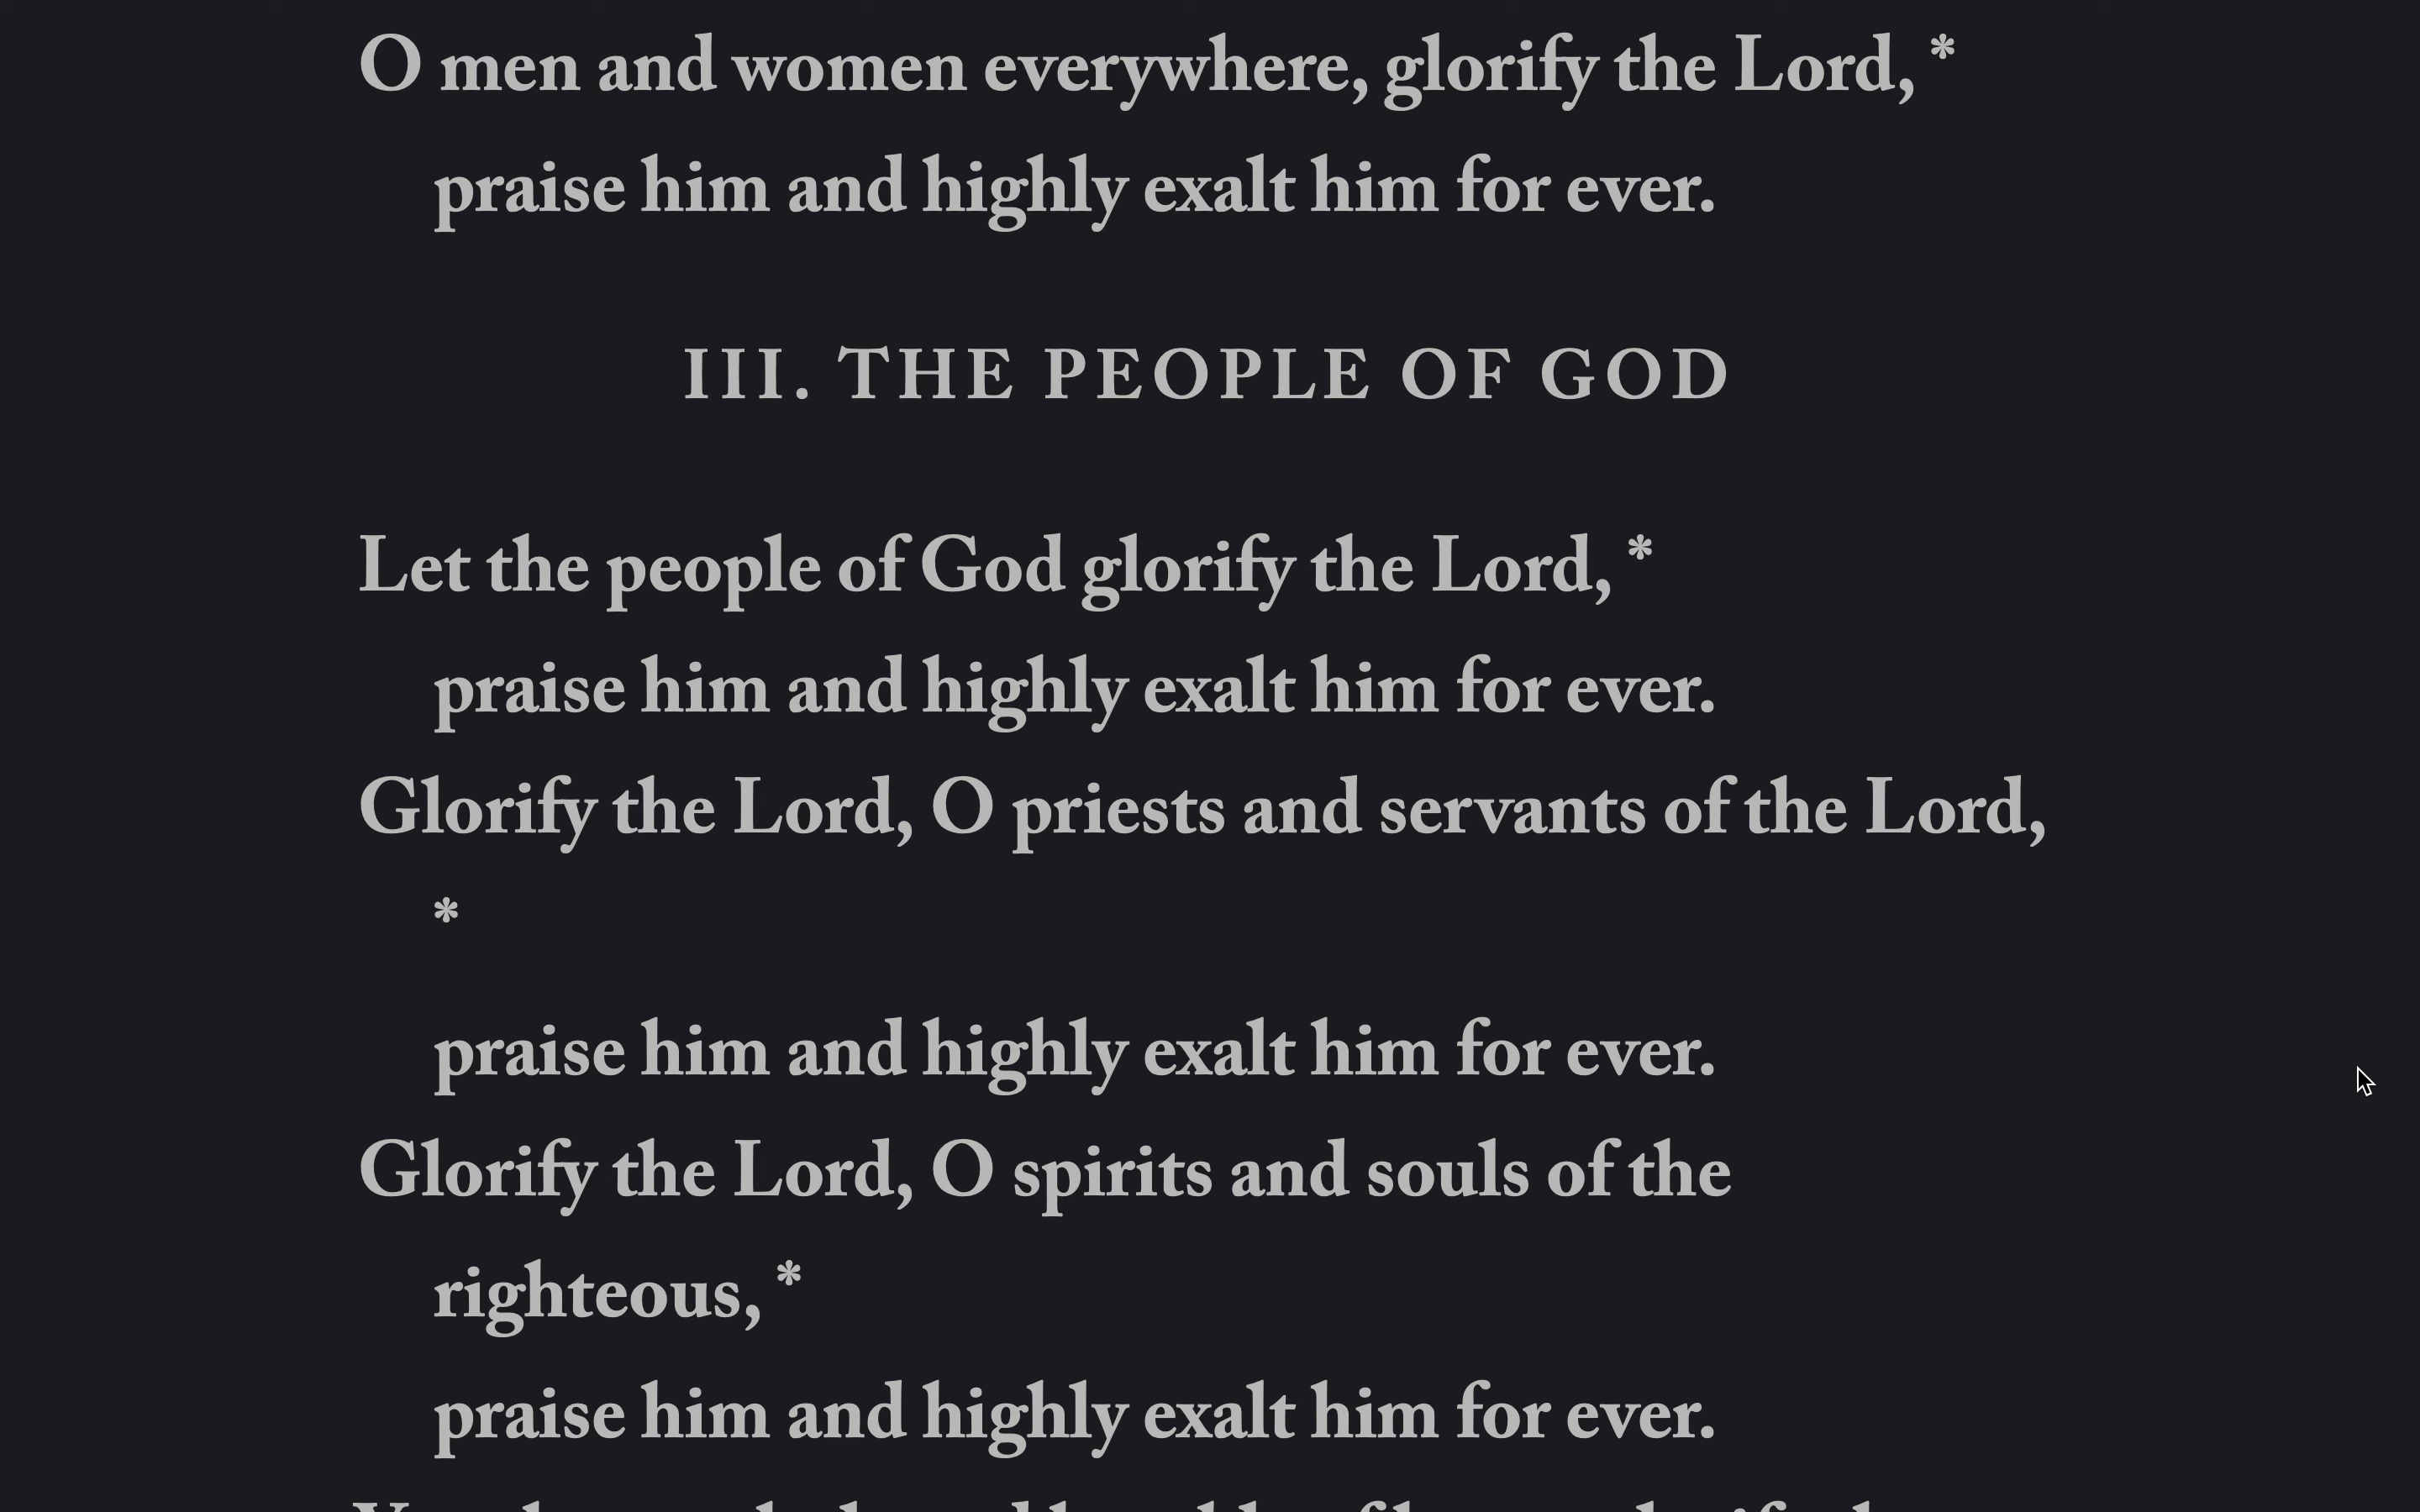 O men and women everywhere, glorify the Lord, *
praise him and highly exalt him for ever.
III. THE PEOPLE OF GOD
Let the people of God glorify the Lord, *
praise him and highly exalt him for ever.
Glorify the Lord, O priests and servants of the Lord,
*
praise him and highly exalt him for ever.
Glorify the Lord, O spirits and souls of the
righteous, *
praise him and highly exalt him for ever.